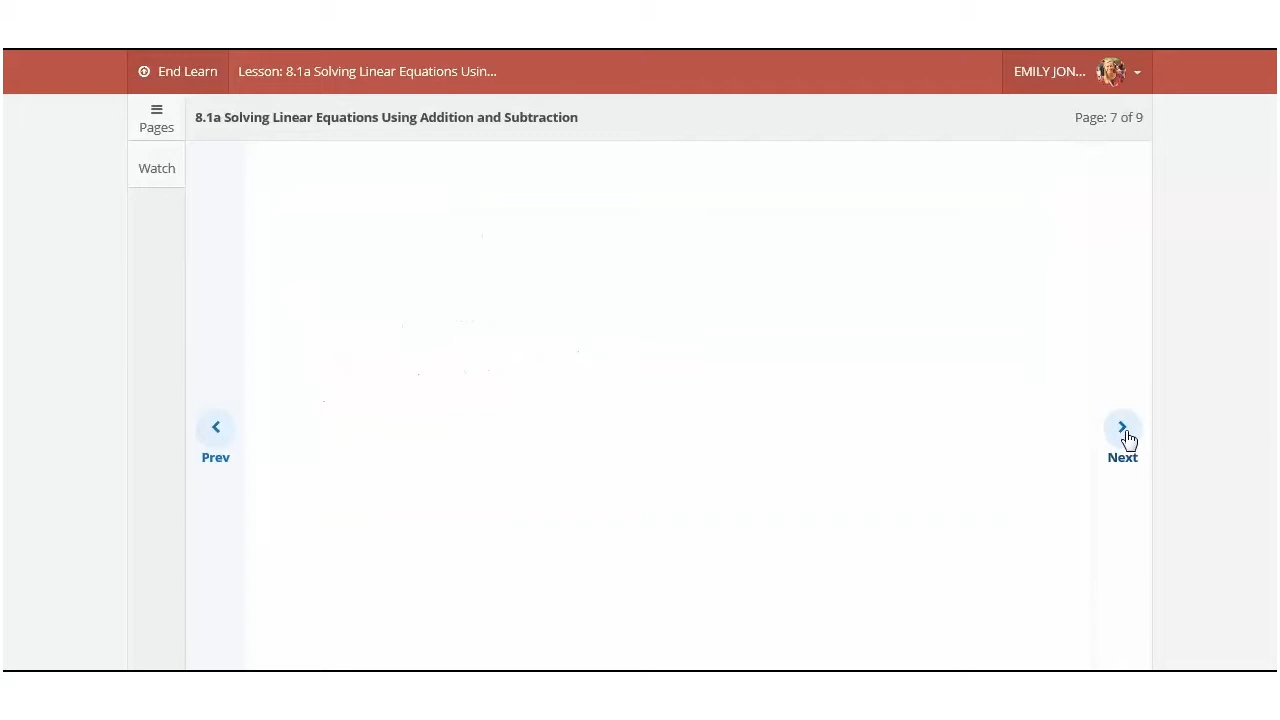 End Learn
Lesson: 8.1a Solving Linear Equations Usin...
EMILY JON...
Pages
8.1a Solving Linear Equations Using Addition and Subtraction
Page: 7 of 9
Watch
Prev
Next